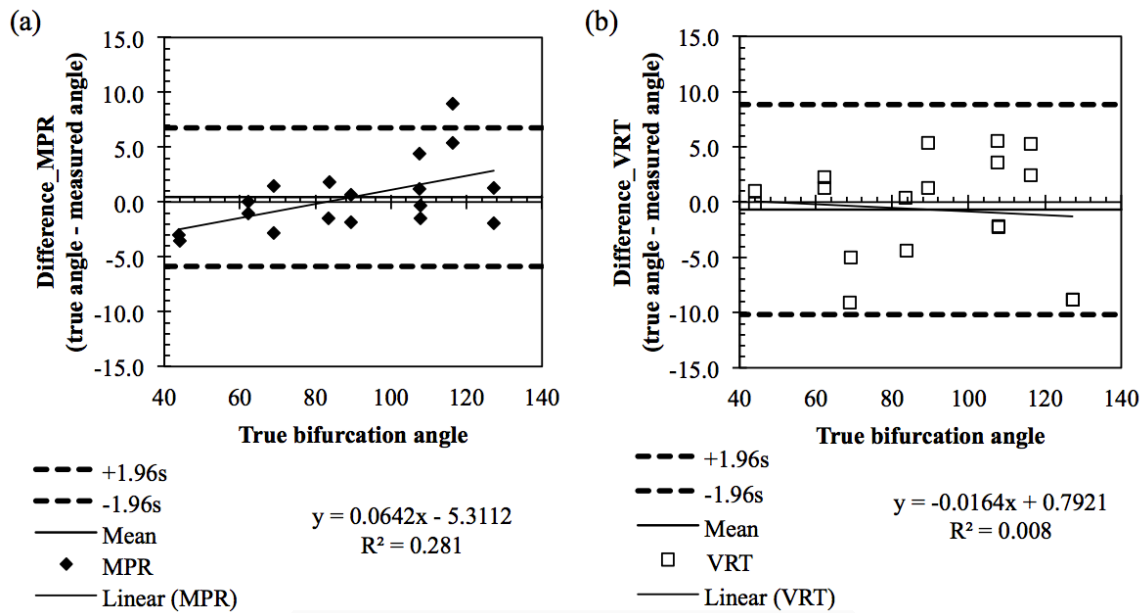 (a)
Difference_MPR
(true angle - measured angle)
15.0
10.0
5.0
0.0
-5.0
-10.0
-15.0
40 60 80 100 120 140
True bifurcation angle
+1.96s
-1.96s
Mean
MPR
Linear (MPR)
y = 0.0642x - 5.3112
R² = 0.281
(b)
Difference_VRT
(true angle - measured angle)
15.0
10.0
5.0
0.0
-5.0
-10.0
-15.0
40 60 80 100 120 140
True bifurcation angle
+1.96s
-1.96s
Mean
VRT
Linear (VRT)
y = -0.0164x + 0.7921
R² = 0.008